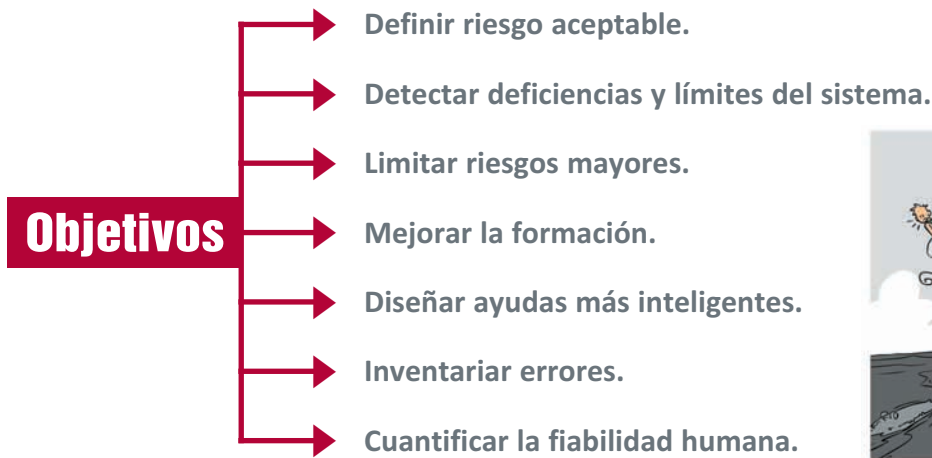 Objetivos
Definir riesgo aceptable.
Detectar deficiencias y límites del sistema.
Limitar riesgos mayores.
Mejorar la formación.
Diseñar ayudas más inteligentes.
Inventariar errores.
Cuantificar la fiabilidad humana.